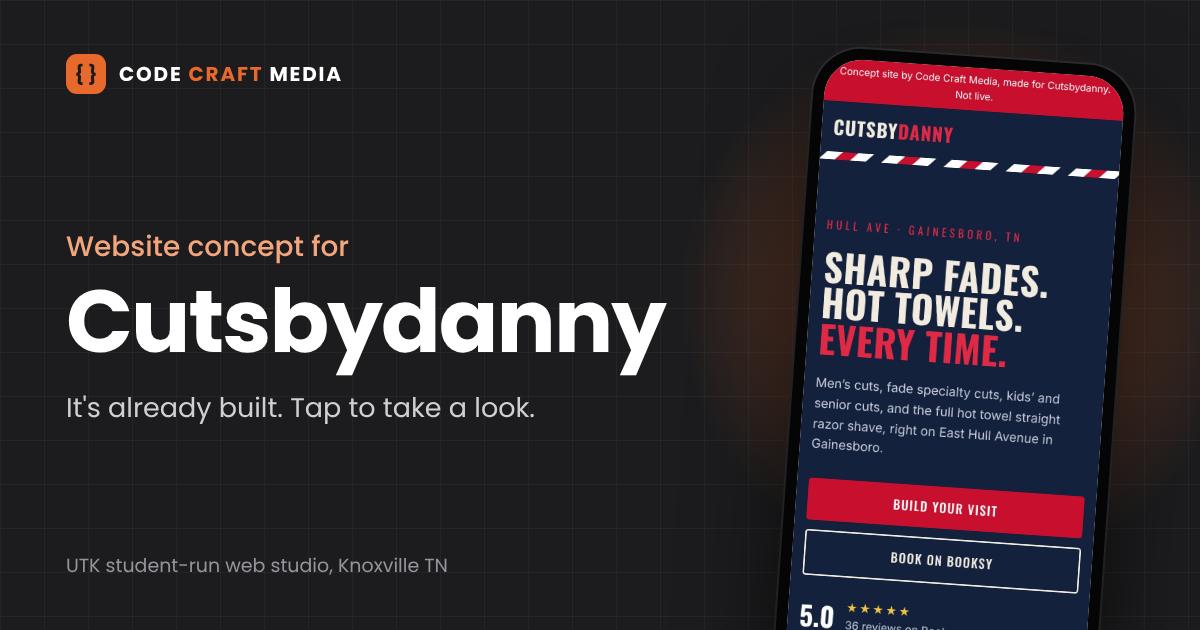 { } CODE CRAFT MEDIA
Website concept for
Cutsbydanny
It's already built. Tap to take a look.
UTK student-run web studio, Knoxville TN
Concept site by Code Craft Media, made for Cutsbydanny.
Not live.
CUTSBYDANNY
HULL AVE · GAINESBORO, TN
SHARP FADES.
HOT TOWELS.
EVERY TIME.
Men’s cuts, fade specialty cuts, kids’ and
senior cuts, and the full hot towel straight
razor shave, right on East Hull Avenue in
Gainesboro.
BUILD YOUR VISIT
BOOK ON BOOKSY
5.0 ★★★★★
36 reviews on